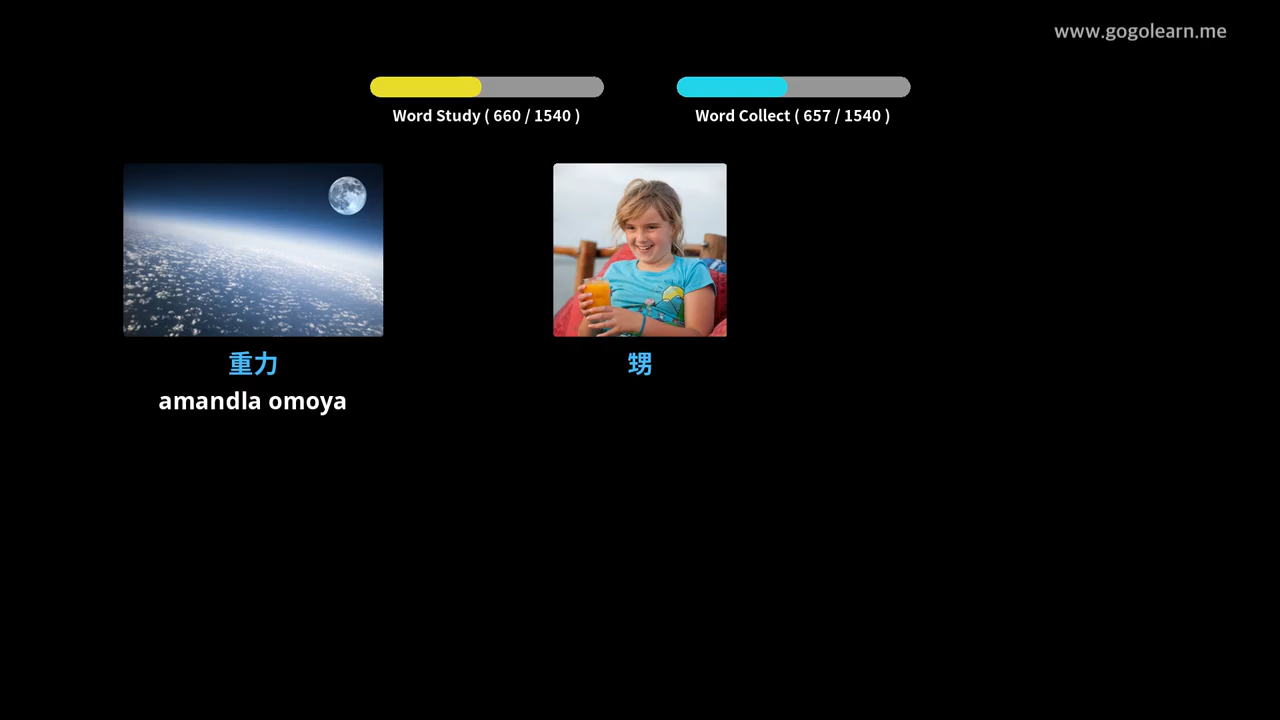 www.gogolearn.me
Word Study ( 660 / 1540 )
Word Collect ( 657 / 1540 )
重力
amandla omoya
甥